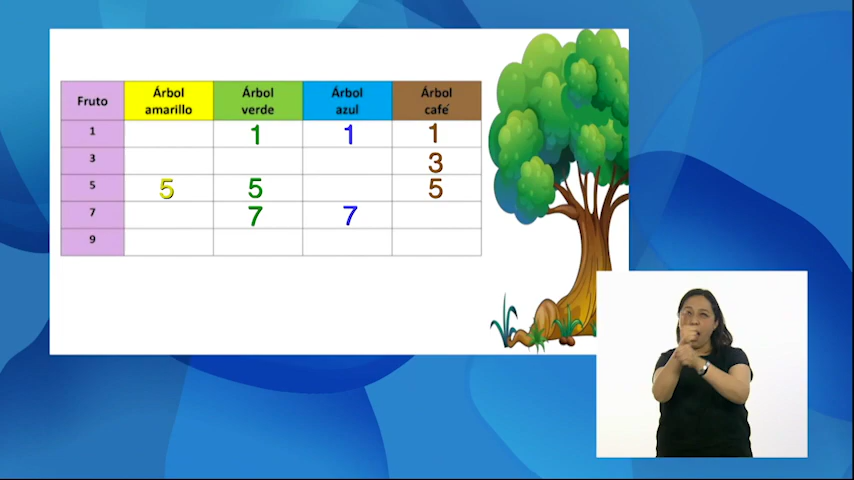 Fruto Árbol amarillo Árbol verde Árbol azul Árbol café
1 1 1 1
3 3
5 5 5 5
7 7 7
9